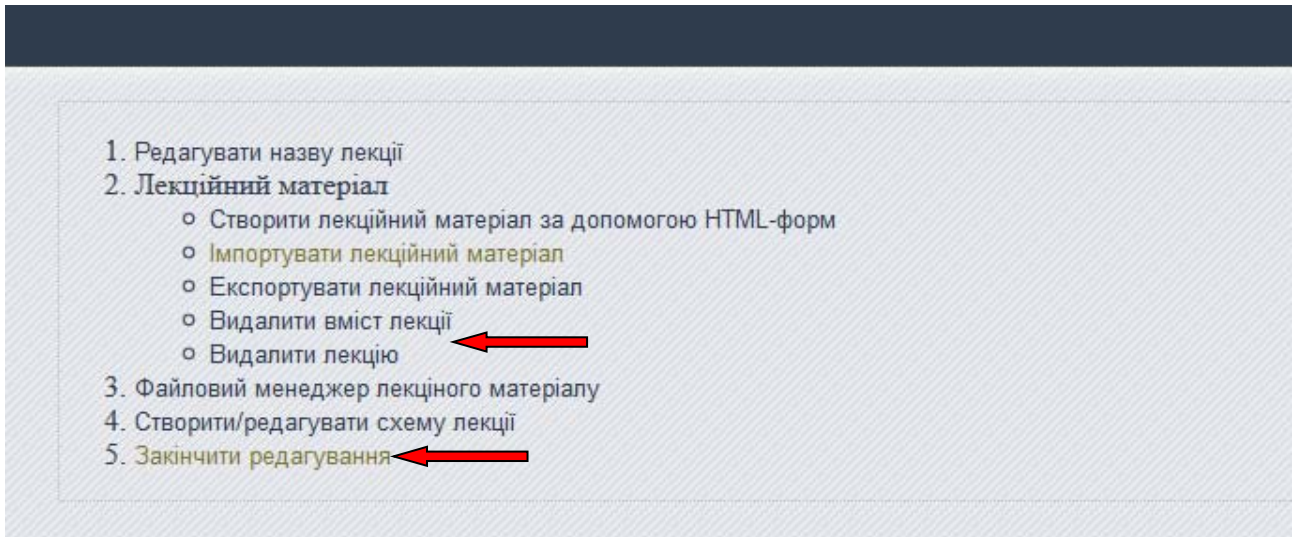 1. Редагувати назву лекції
2. Лекційний матеріал
Створити лекційний матеріал за допомогою HTML-форм
Імпортувати лекційний матеріал
Експортувати лекційний матеріал
Видалити вміст лекції
Видалити лекцію
3. Файловий менеджер лекціного матеріалу
4. Створити/редагувати схему лекції
5. Закінчити редагування